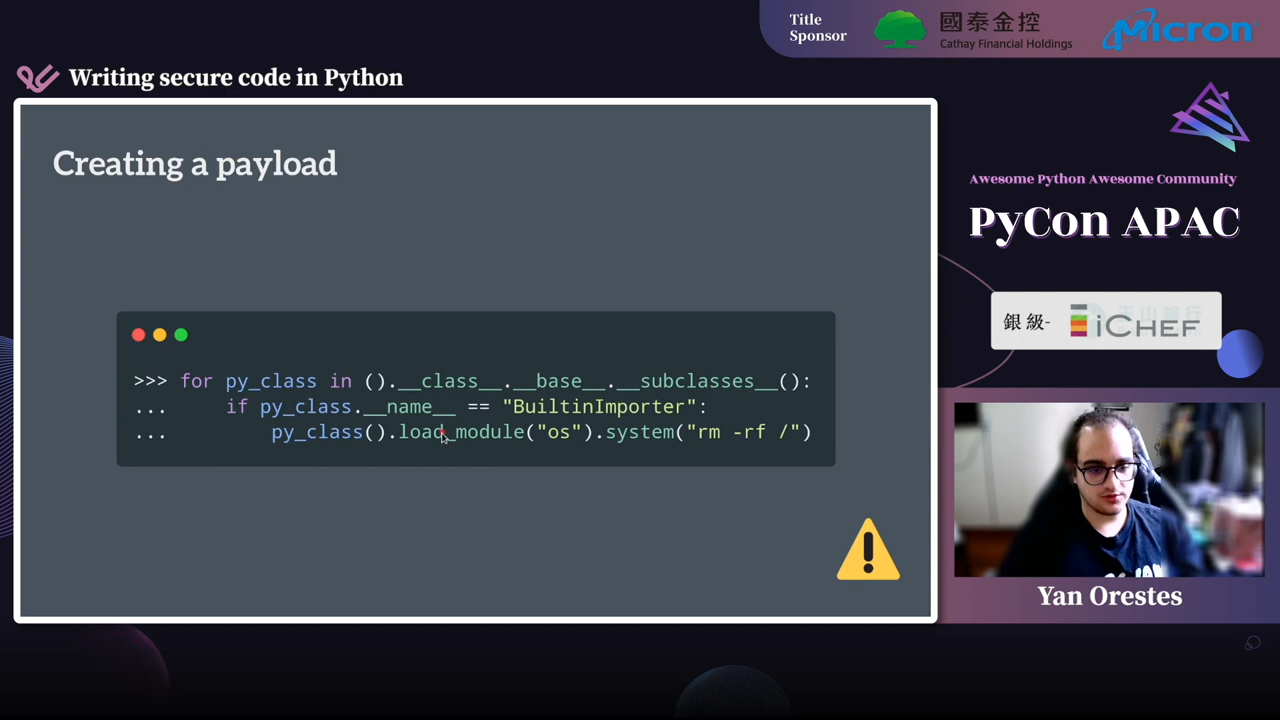 Title
Sponsor
國泰金控
Cathay Financial Holdings
Micron
Writing secure code in Python
Creating a payload
>>> for py_class in ().__class__.__base__.__subclasses__():
...     if py_class.__name__ == "BuiltinImporter":
...         py_class().load_module("os").system("rm -rf /")
Awesome Python Awesome Community
PyCon APAC
銀級-
iCHEF
Yan Orestes